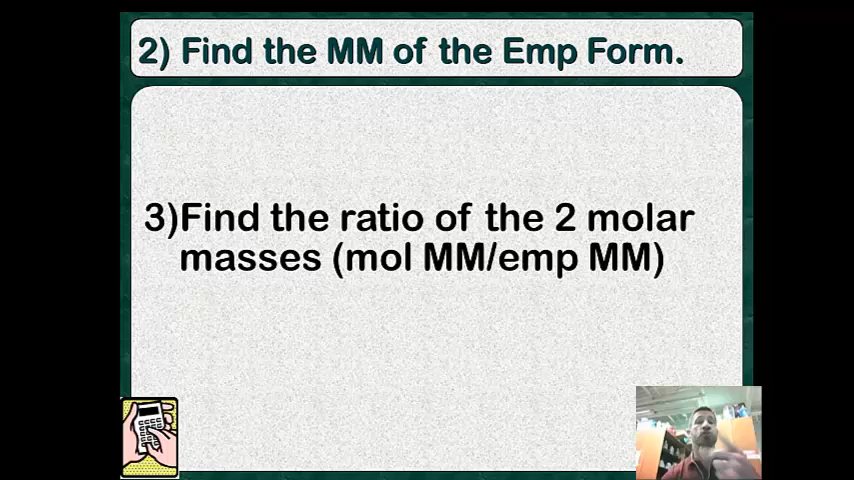 2) Find the MM of the Emp Form.
3)Find the ratio of the 2 molar
masses (mol MM/emp MM)